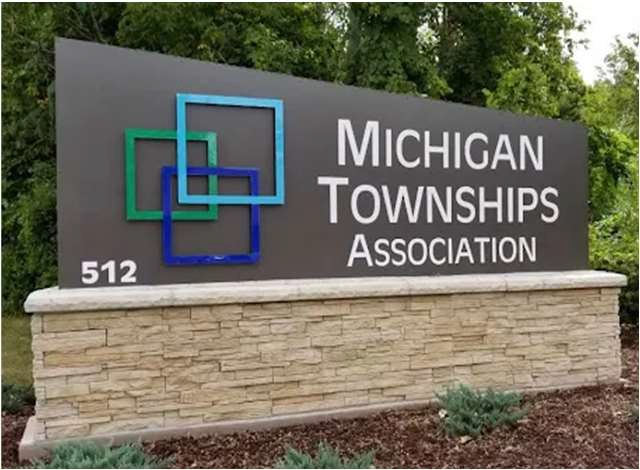 MICHIGAN
TOWNSHIPS
ASSOCIATION
512